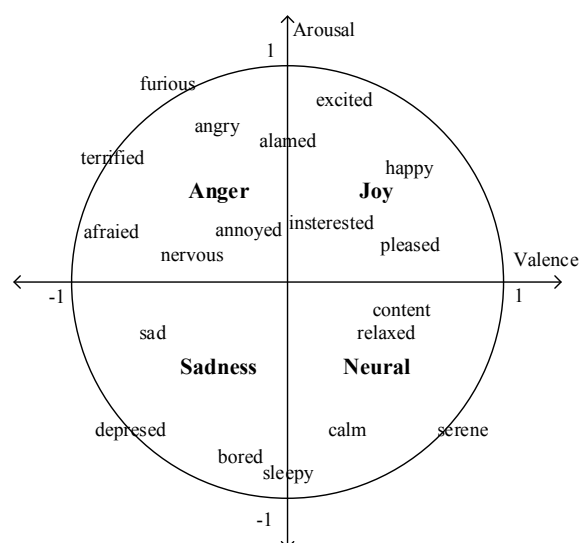 Arousal
1
furious
excited
angry
alamed
terrified
happy
Anger
Joy
afraied
annoyed
insterested
nervous
pleased
Valence
-1
1
content
sad
relaxed
Sadness
Neural
depresed
calm
serene
bored
sleepy
-1